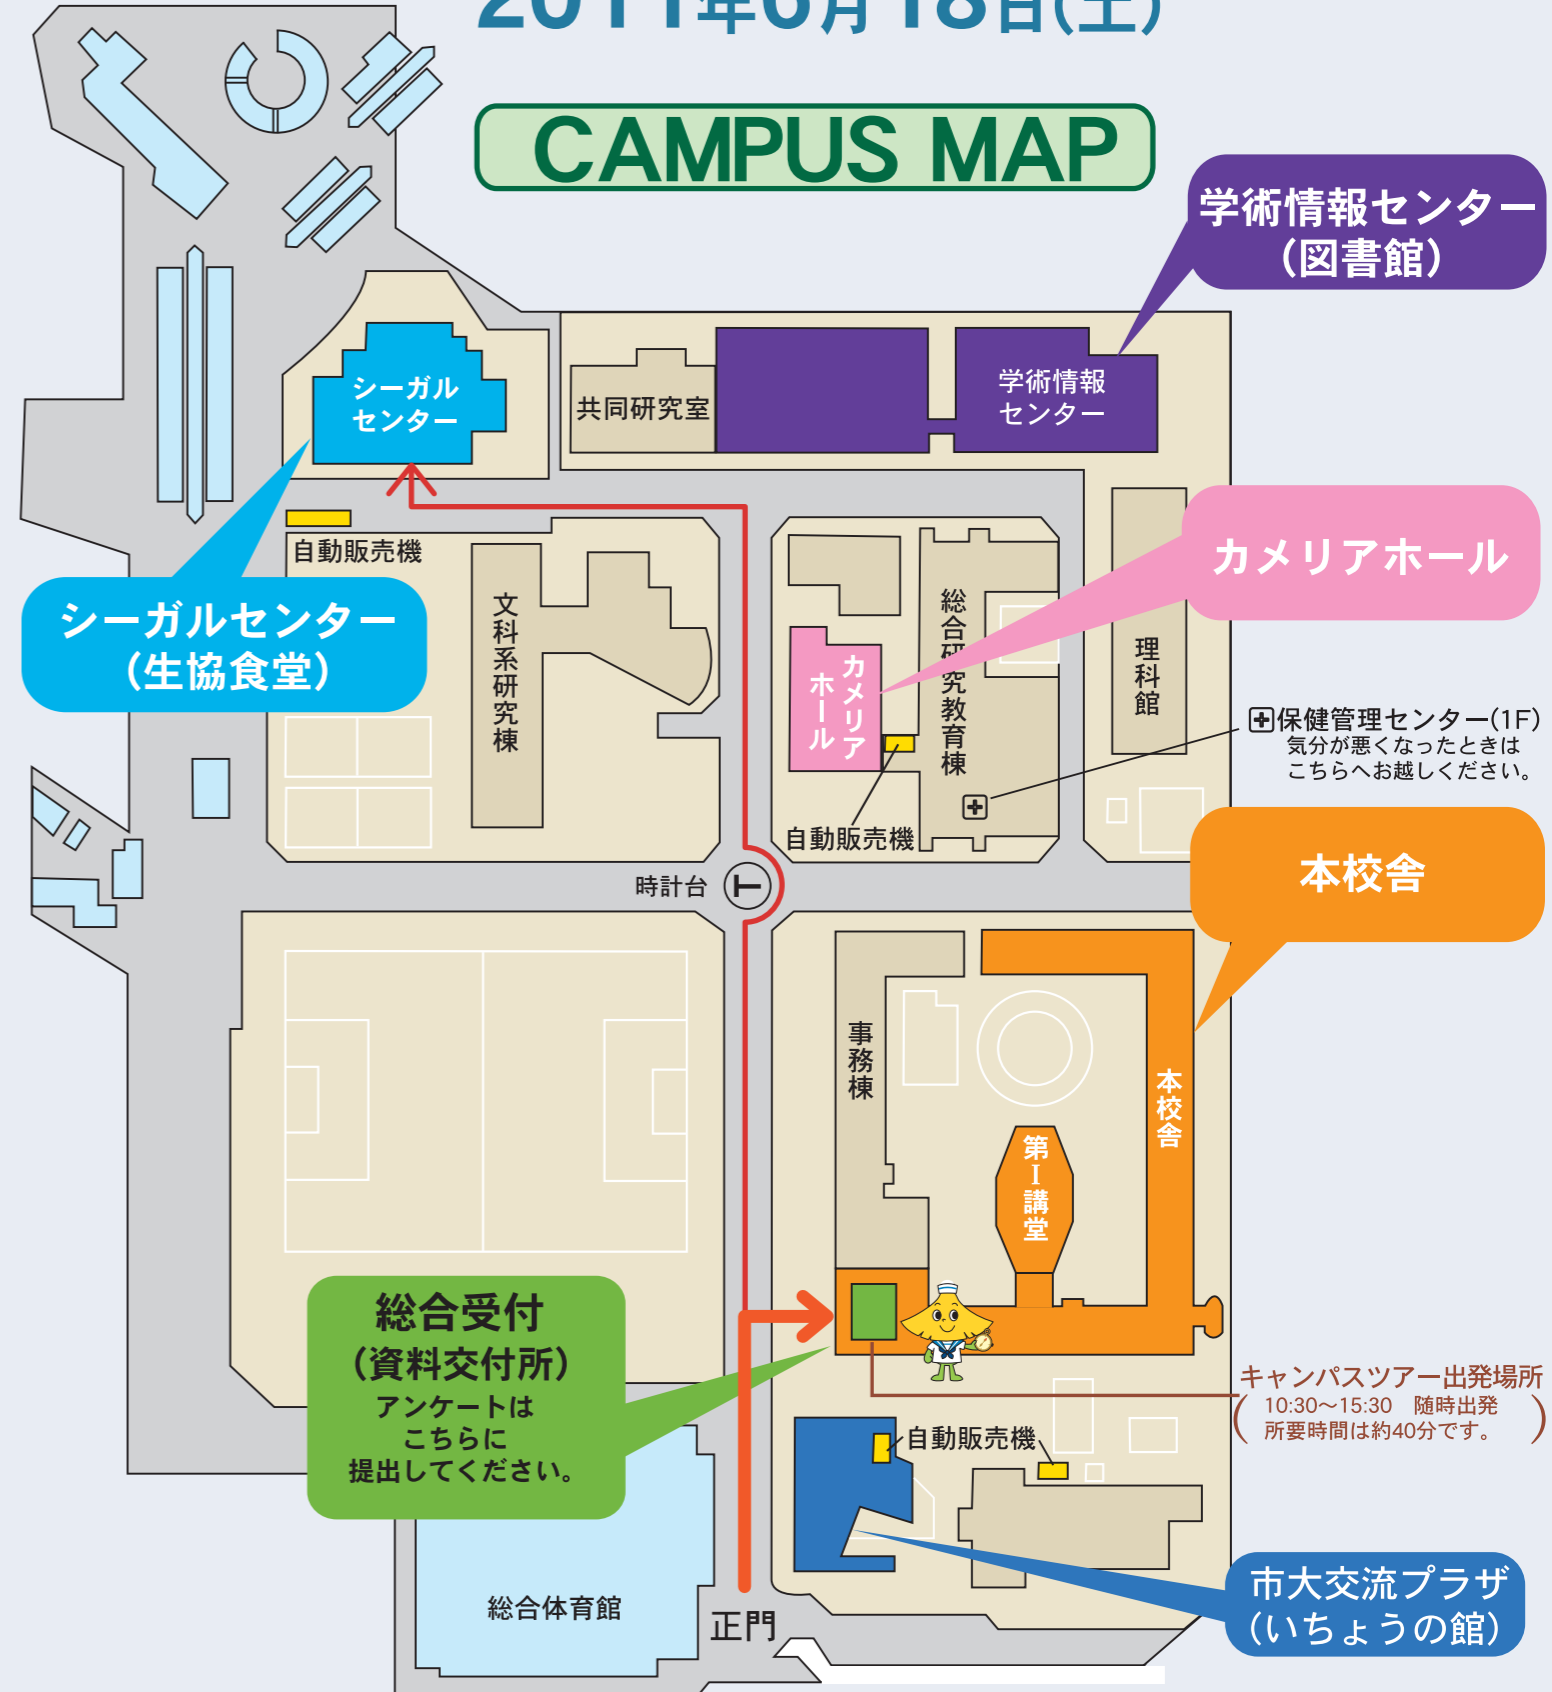 2011年6月18日(土)
CAMPUS MAP
学術情報センター
(図書館)
シーガル
センター
共同研究室
学術情報
センター
自動販売機
カメリアホール
シーガルセンター
(生協食堂)
文科系研究棟
総合研究教育棟
カメリア
ホール
理科館
保健管理センター(1F)
気分が悪くなったときは
こちらへお越しください。
自動販売機
時計台
本校舎
事務棟
本校舎
第Ⅰ講堂
総合受付
(資料交付所)
アンケートは
こちらに
提出してください。
キャンパスツアー出発場所
(10:30〜15:30 随時出発
所要時間は約40分です。)
自動販売機
総合体育館
正門
市大交流プラザ
(いちょうの館)